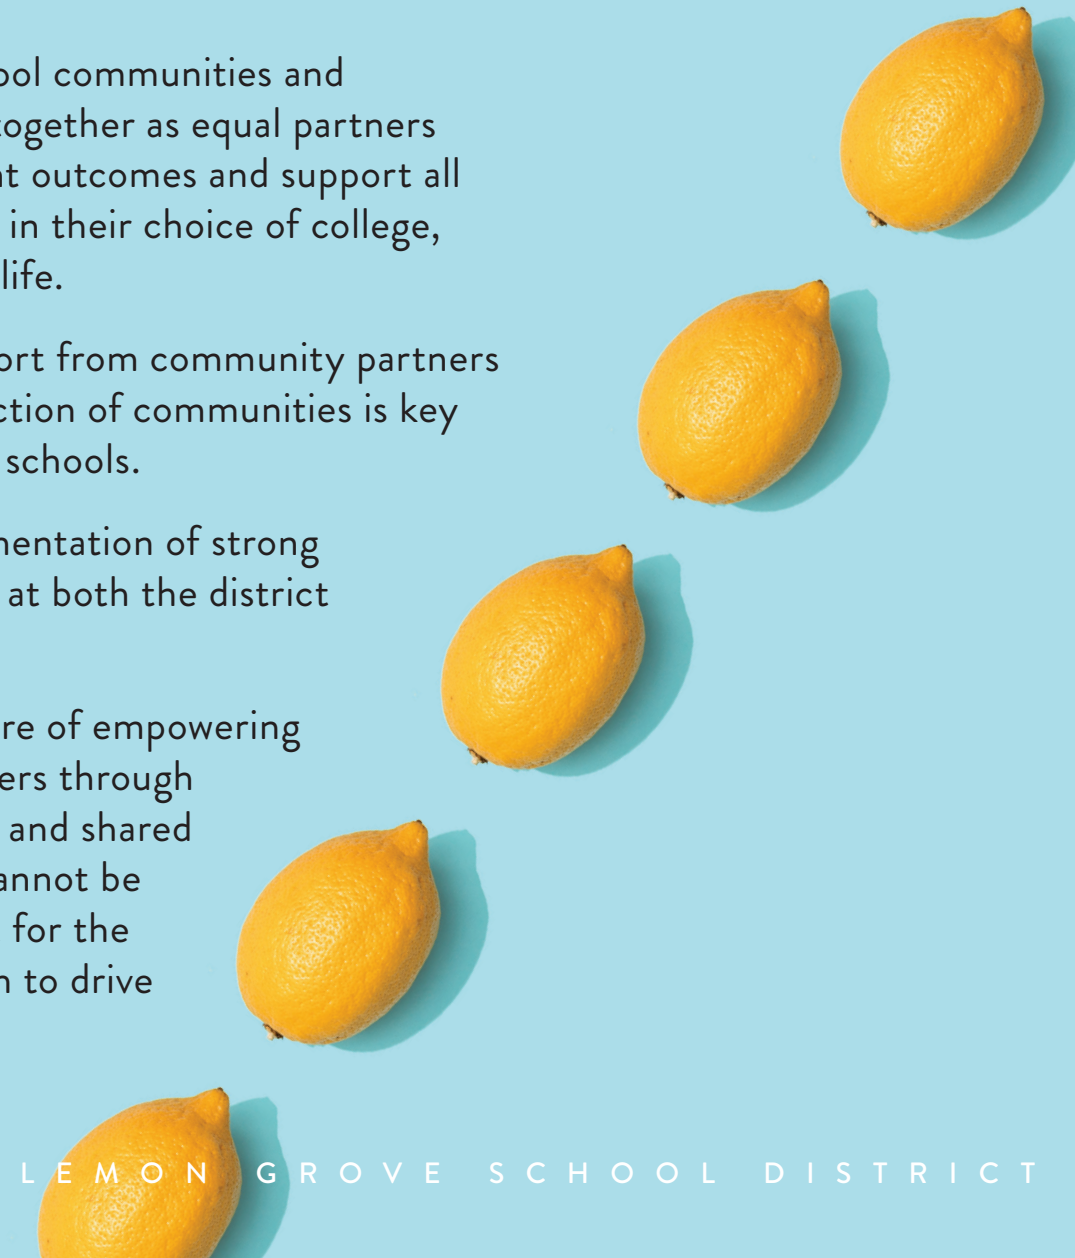 ool communities and
together as equal partners
nt outcomes and support all
in their choice of college,
life.
ort from community partners
ction of communities is key
schools.
mentation of strong
at both the district
re of empowering
ers through
and shared
annot be
for the
n to drive
LEMON GROVE SCHOOL DISTRICT